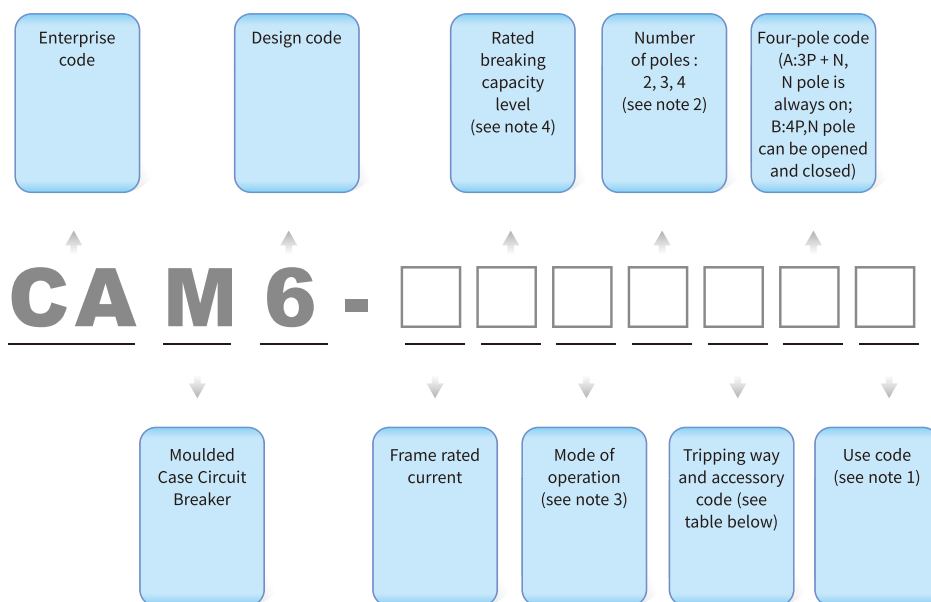 Enterprise
code
Design code
Rated
breaking
capacity
level
(see note 4)
Number
of poles :
2, 3, 4
(see note 2)
Four-pole code
(A:3P + N,
N pole is
always on;
B:4P,N pole
can be opened
and closed)
CA M 6 -
Moulded
Case Circuit
Breaker
Frame rated
current
Mode of
operation
(see note 3)
Tripping way
and accessory
code (see
table below)
Use code
(see note 1)